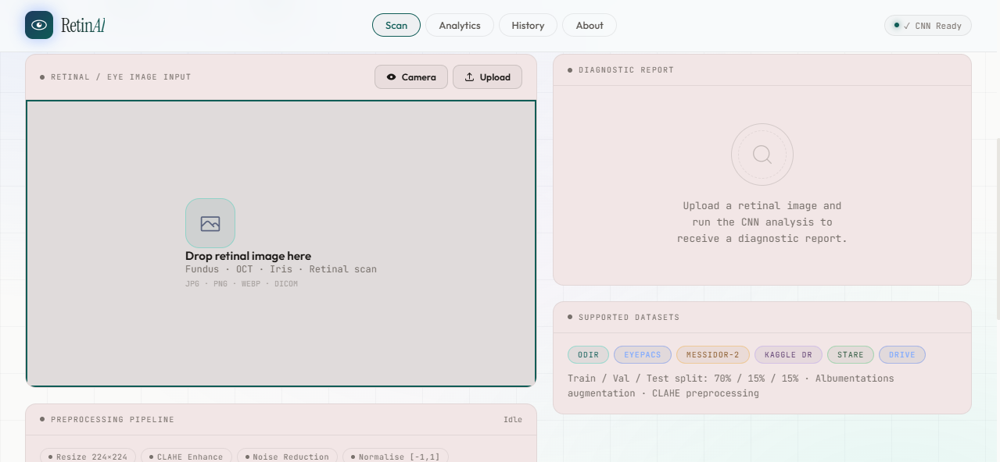 RetinAI
Scan
Analytics
History
About
✓ CNN Ready
RETINAL / EYE IMAGE INPUT
Camera
Upload
Drop retinal image here
Fundus · OCT · Iris · Retinal scan
JPG · PNG · WEBP · DICOM
PREPROCESSING PIPELINE
Idle
Resize 224×224
CLAHE Enhance
Noise Reduction
Normalise [-1,1]
DIAGNOSTIC REPORT
Upload a retinal image and
run the CNN analysis to
receive a diagnostic report.
SUPPORTED DATASETS
ODIR
EYEPACS
MESSIDOR-2
KAGGLE DR
STARE
DRIVE
Train / Val / Test split: 70% / 15% / 15% · Albumentations
augmentation · CLAHE preprocessing